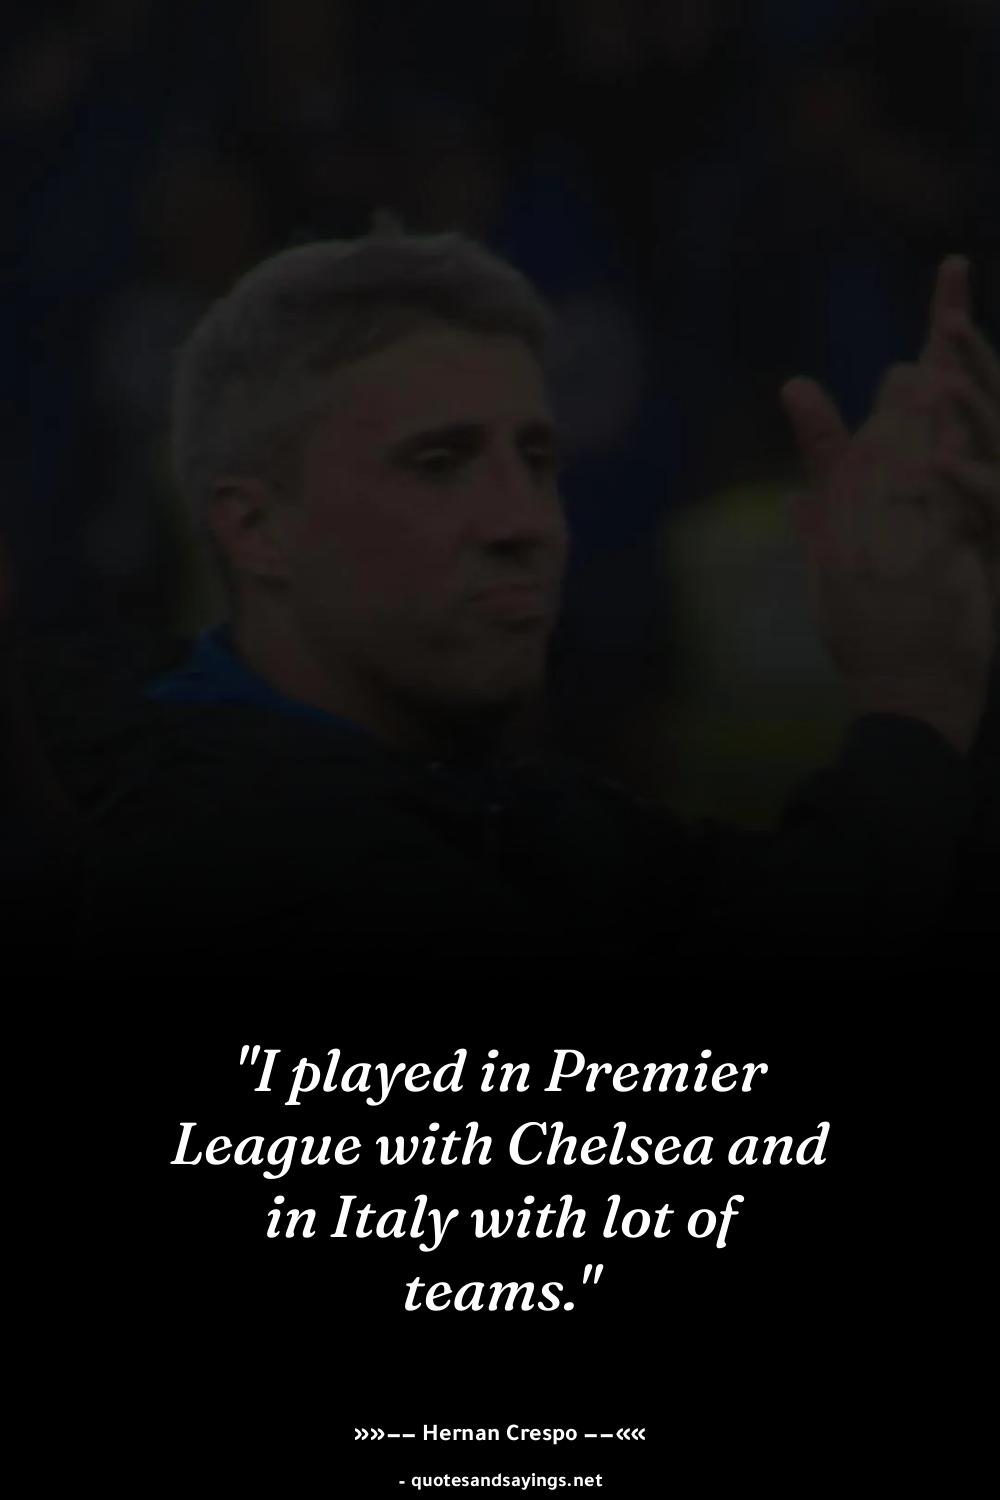 "I played in Premier
League with Chelsea and
in Italy with lot of
teams."
»»−− Hernan Crespo −−««
- quotesandsayings.net